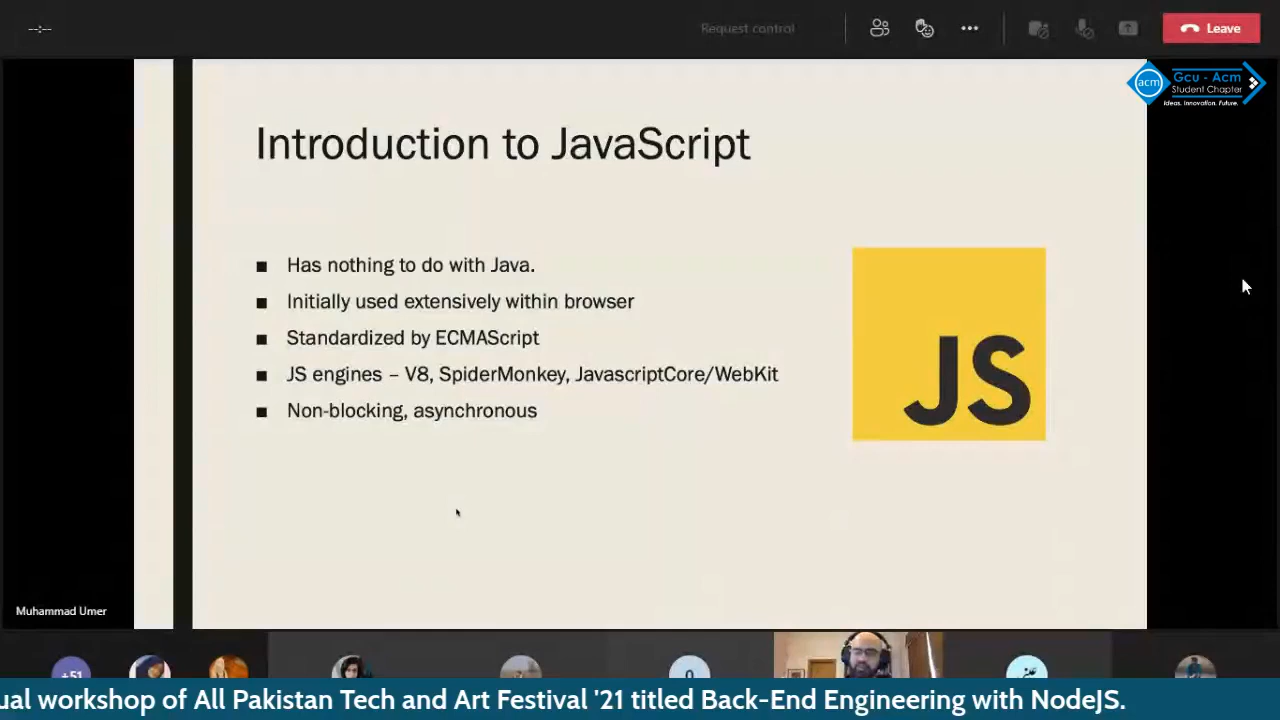 --:--
Request control
Leave
acm
Gcu - Acm
Student Chapter
Ideas. Innovation. Future.
Introduction to JavaScript
Has nothing to do with Java.
Initially used extensively within browser
Standardized by ECMAScript
JS engines – V8, SpiderMonkey, JavascriptCore/WebKit
Non-blocking, asynchronous
JS
Muhammad Umer
+51
ual workshop of All Pakistan Tech and Art Festival '21 titled Back-End Engineering with NodeJS.